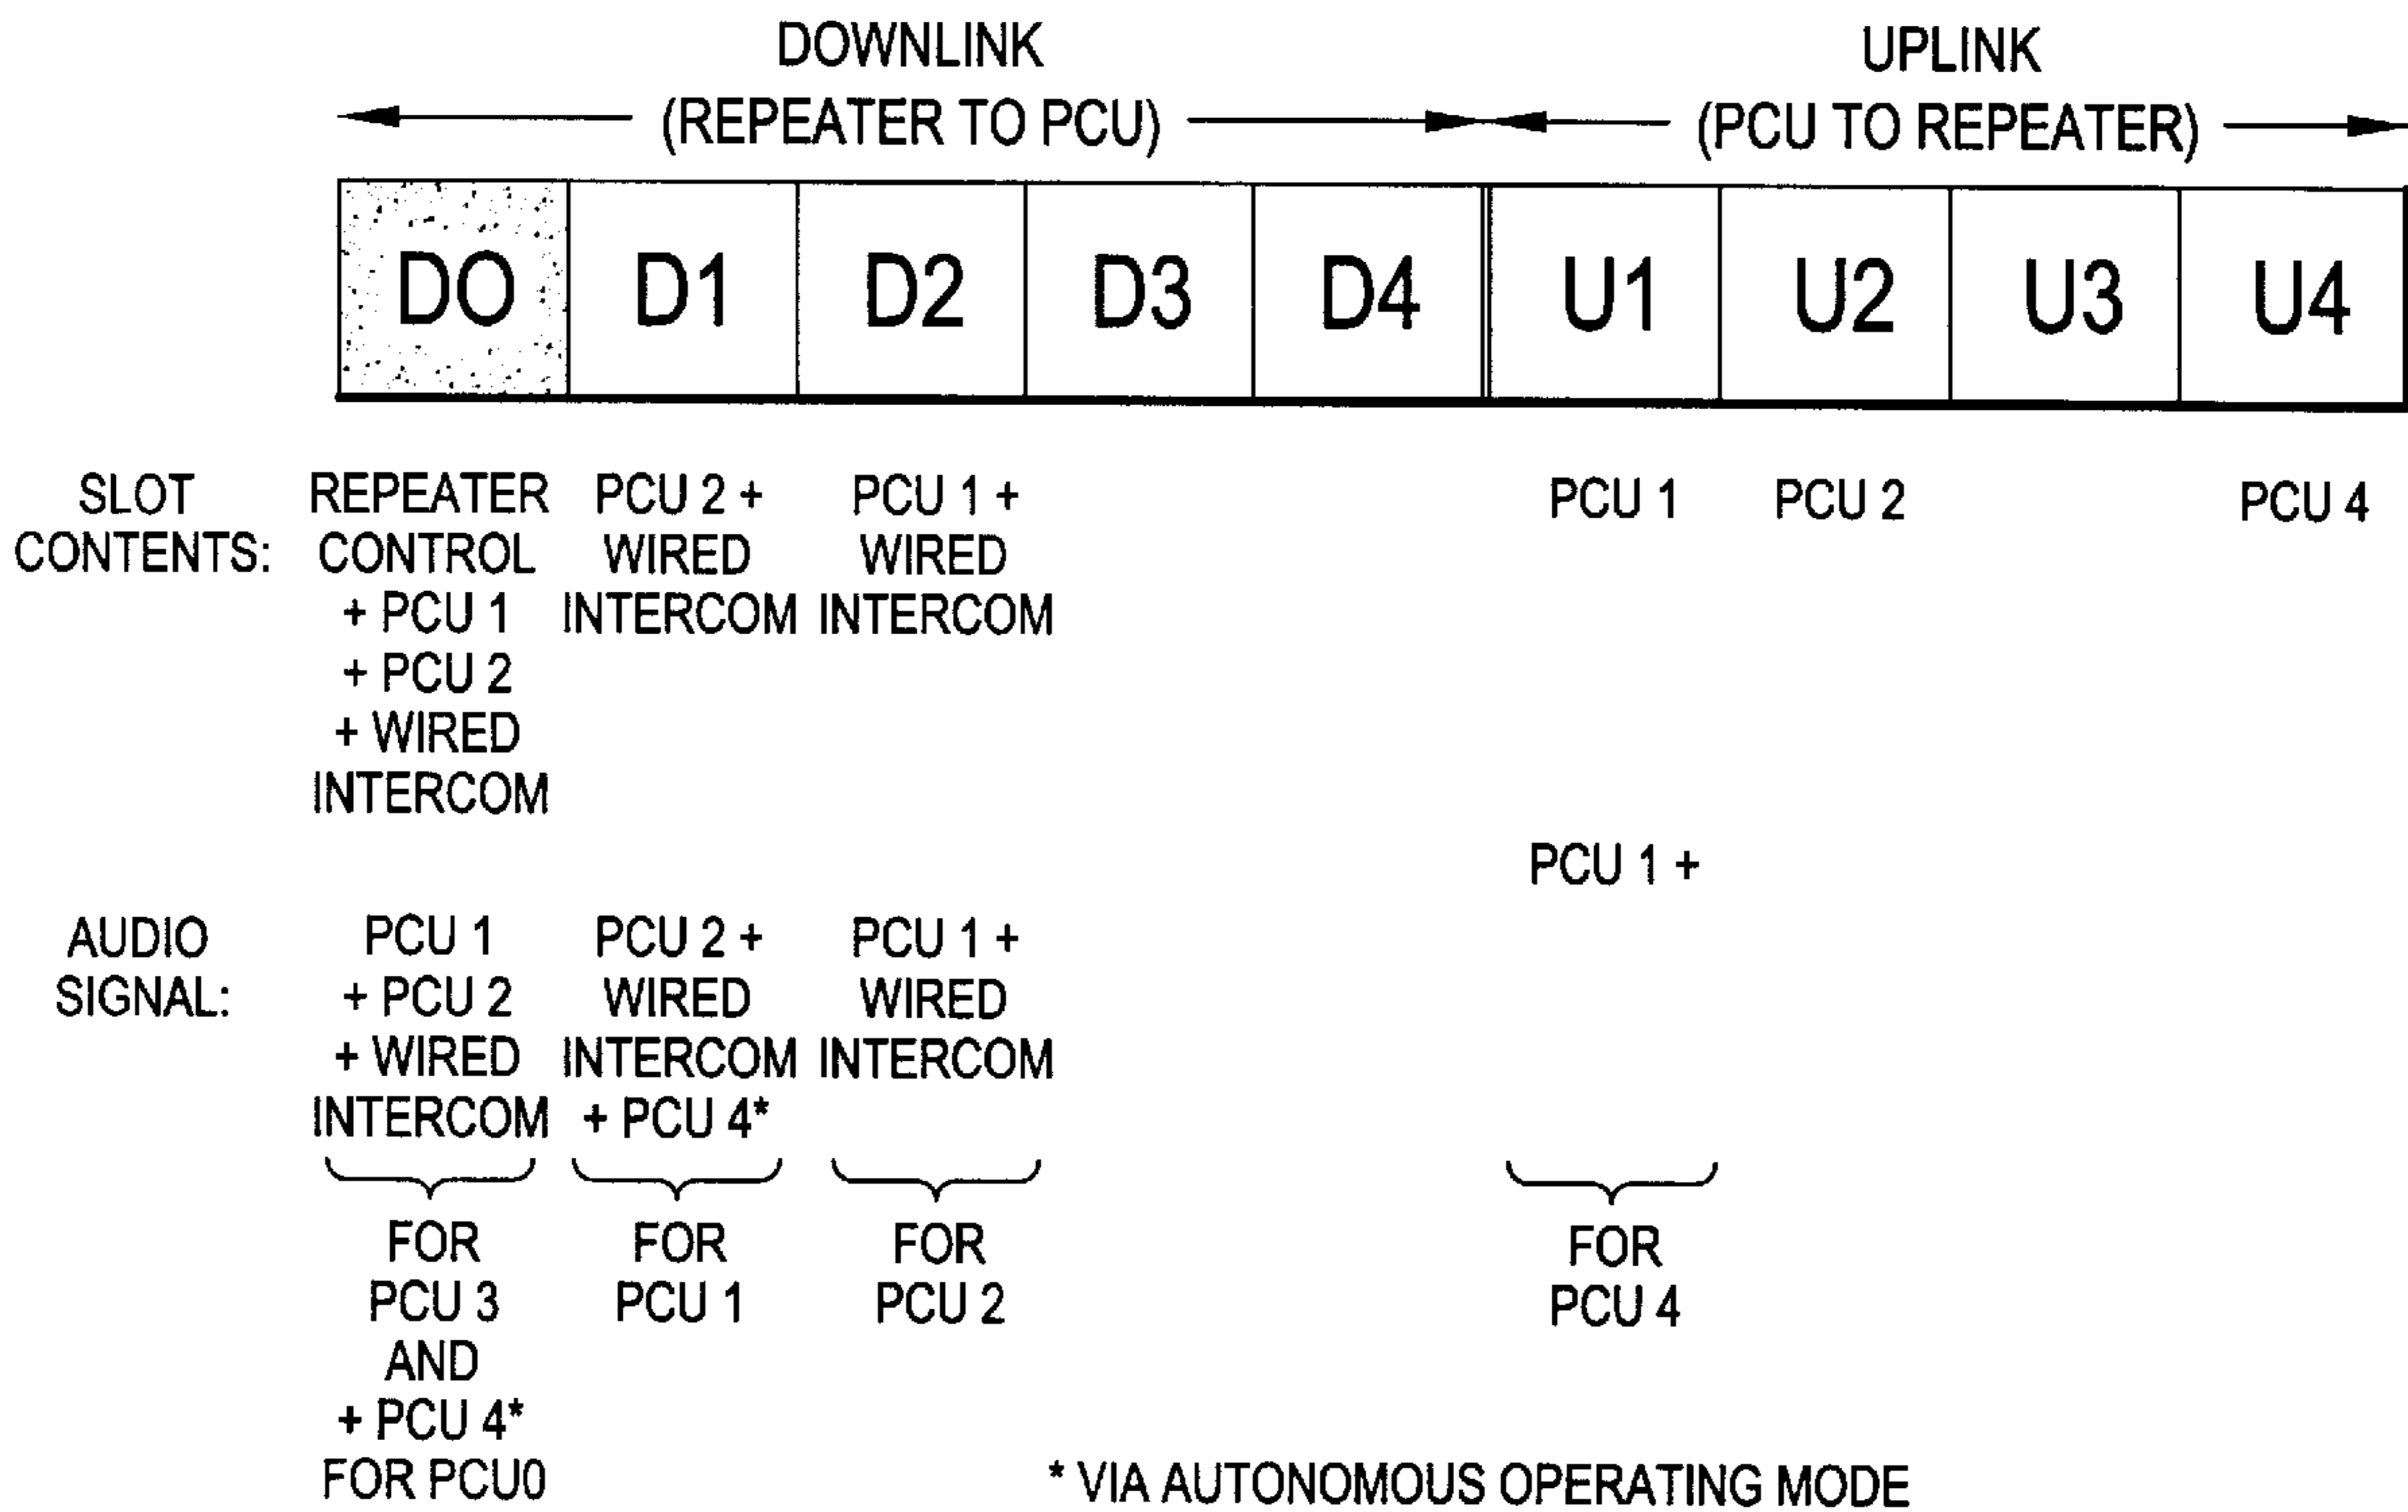 DOWNLINK
(REPEATER TO PCU)
UPLINK
(PCU TO REPEATER)
DO D1 D2 D3 D4 U1 U2 U3 U4
SLOT
CONTENTS:
REPEATER
CONTROL
+ PCU 1
+ PCU 2
+ WIRED
INTERCOM
PCU 2 +
WIRED
INTERCOM
PCU 1 +
WIRED
INTERCOM
PCU 1
PCU 2
PCU 4
AUDIO
SIGNAL:
PCU 1
+ PCU 2
+ WIRED
INTERCOM
FOR
PCU 3
AND
+ PCU 4*
FOR PCU0
PCU 2 +
WIRED
INTERCOM
+ PCU 4*
FOR
PCU 1
PCU 1 +
WIRED
INTERCOM
FOR
PCU 2
PCU 1 +
FOR
PCU 4
* VIA AUTONOMOUS OPERATING MODE